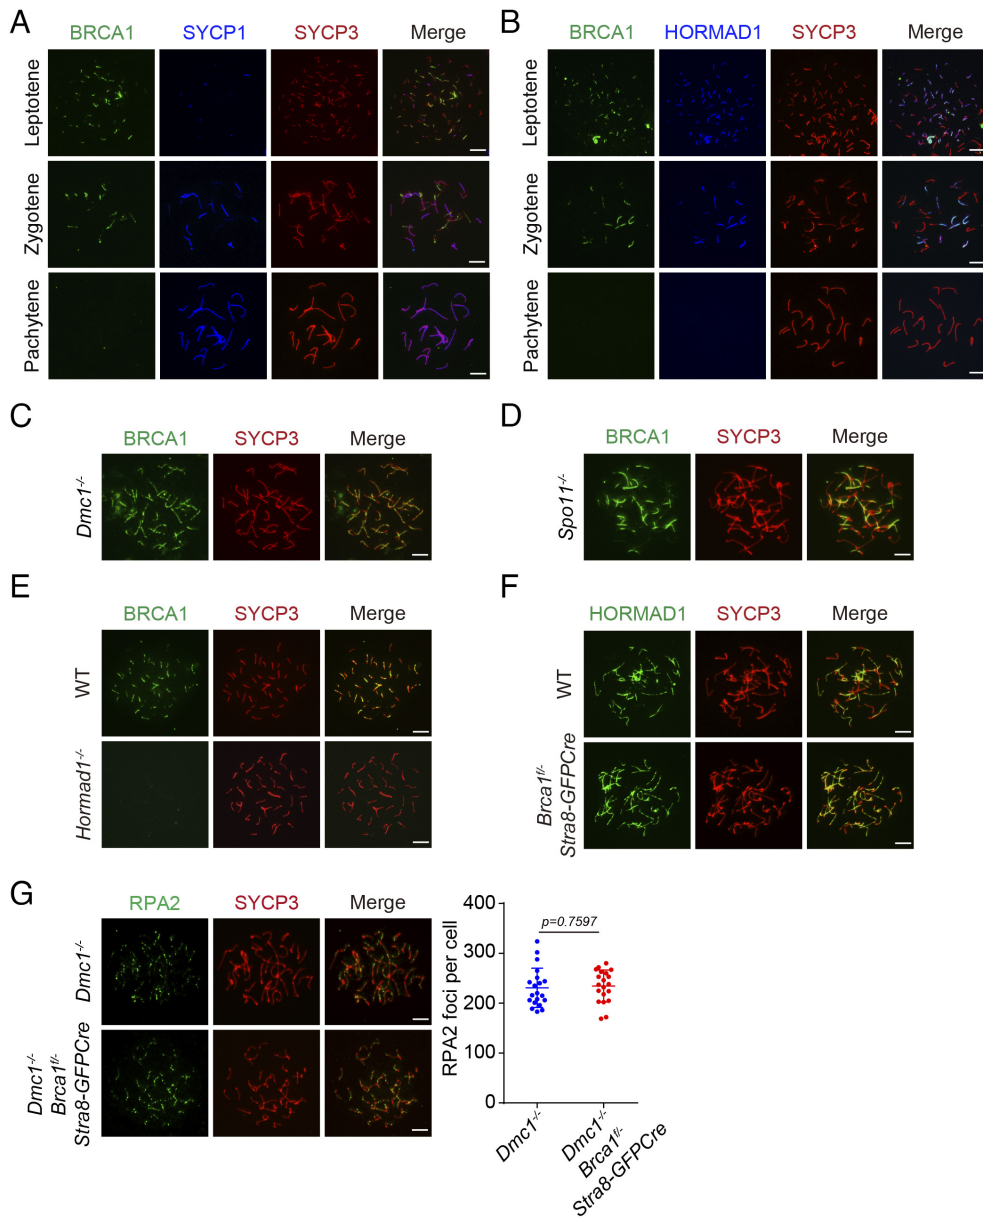 A
BRCA1 SYCP1 SYCP3 Merge
Leptotene
Zygotene
Pachytene
B
BRCA1 HORMAD1 SYCP3 Merge
Leptotene
Zygotene
Pachytene
C
BRCA1 SYCP3 Merge
Dmc1-/-
D
BRCA1 SYCP3 Merge
Spo11-/-
E
BRCA1 SYCP3 Merge
WT
Hormad1-/-
F
HORMAD1 SYCP3 Merge
WT
Brca1f/-
Stra8-GFPCre
G
RPA2 SYCP3 Merge
Dmc1-/-
Dmc1-/-
Brca1f/-
Stra8-GFPCre
RPA2 foci per cell
400
300
200
100
0
p=0.7597
Dmc1-/-
Dmc1-/-
Brca1f/-
Stra8-GFPCre